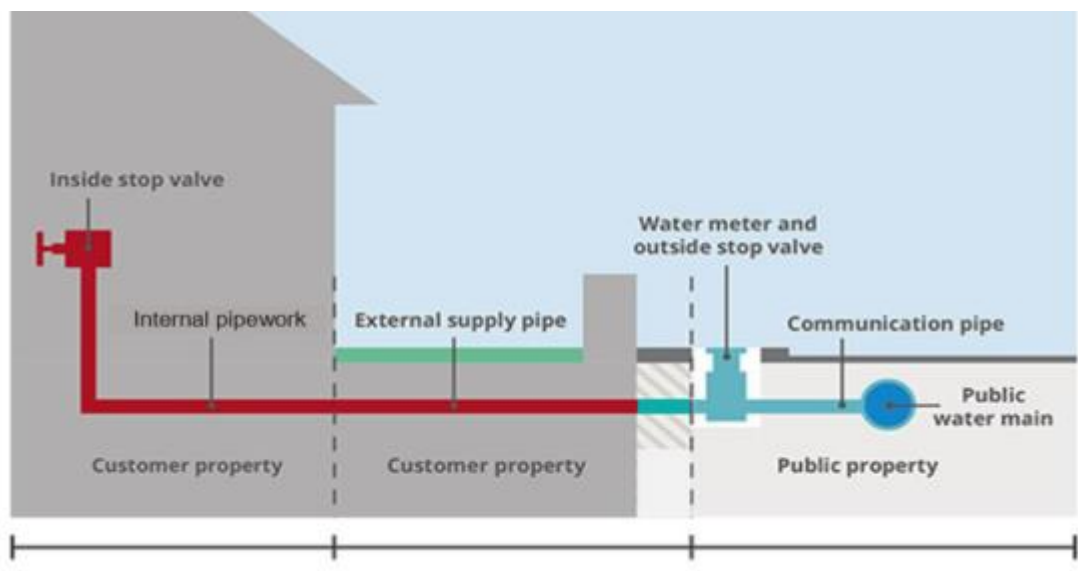 Inside stop valve
Water meter and
outside stop valve
Internal pipework
External supply pipe
Communication pipe
Public
water main
Customer property
Customer property
Public property